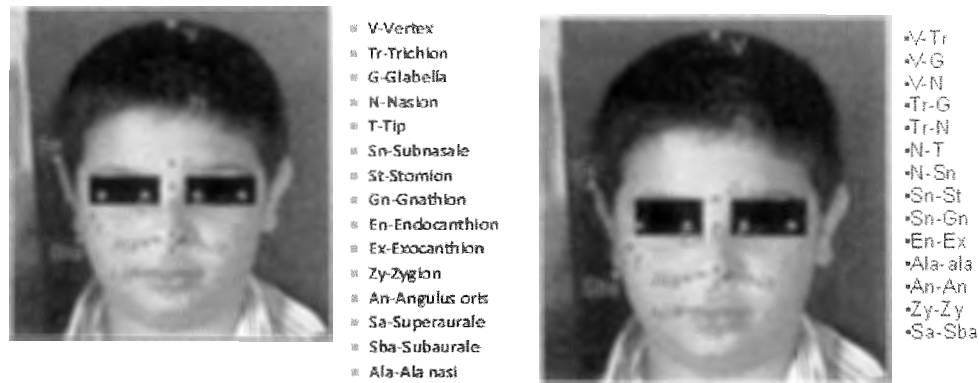 V-Vertex
Tr-Trichion
G-Glabella
N-Nasion
T-Tip
Sn-Subnasale
St-Stomion
Gn-Gnathion
En-Endocanthion
Ex-Exocanthion
Zy-Zygion
An-Angulus oris
Sa-Superaurale
Sba-Subaurale
Ala-Ala nasi
V
V-Tr
V-G
V-N
Tr-G
Tr-N
N-T
N-Sn
Sn-St
Sn-Gn
En-Ex
Ala-ala
An-An
Zy-Zy
Sa-Sba